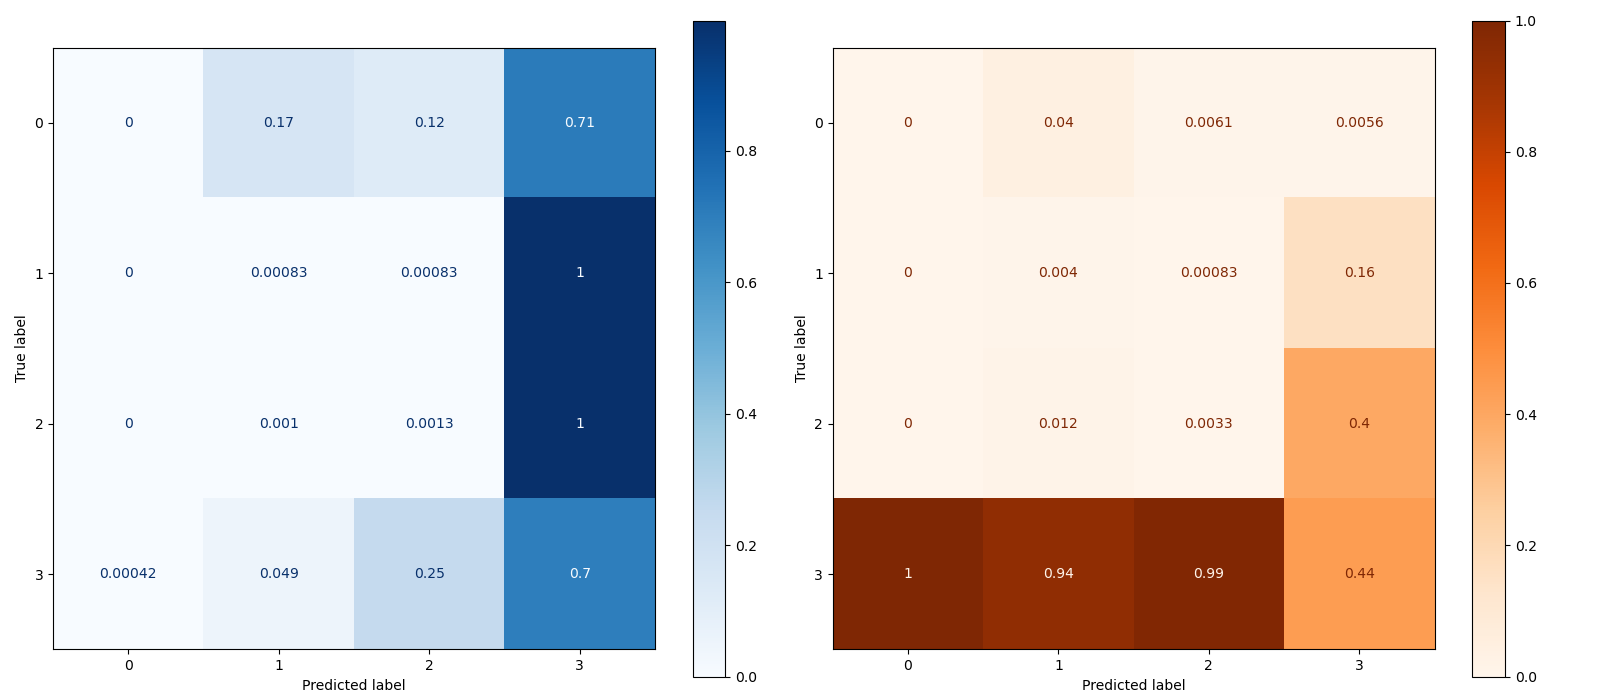 0 0 0.17 0.12 0.71
1 0 0.00083 0.00083 1
2 0 0.001 0.0013 1
3 0.00042 0.049 0.25 0.7
0 1 2 3
True label
Predicted label
0.8
0.6
0.4
0.2
0.0
0 0 0.04 0.0061 0.0056
1 0 0.004 0.00083 0.16
2 0 0.012 0.0033 0.4
3 1 0.94 0.99 0.44
0 1 2 3
True label
Predicted label
1.0
0.8
0.6
0.4
0.2
0.0